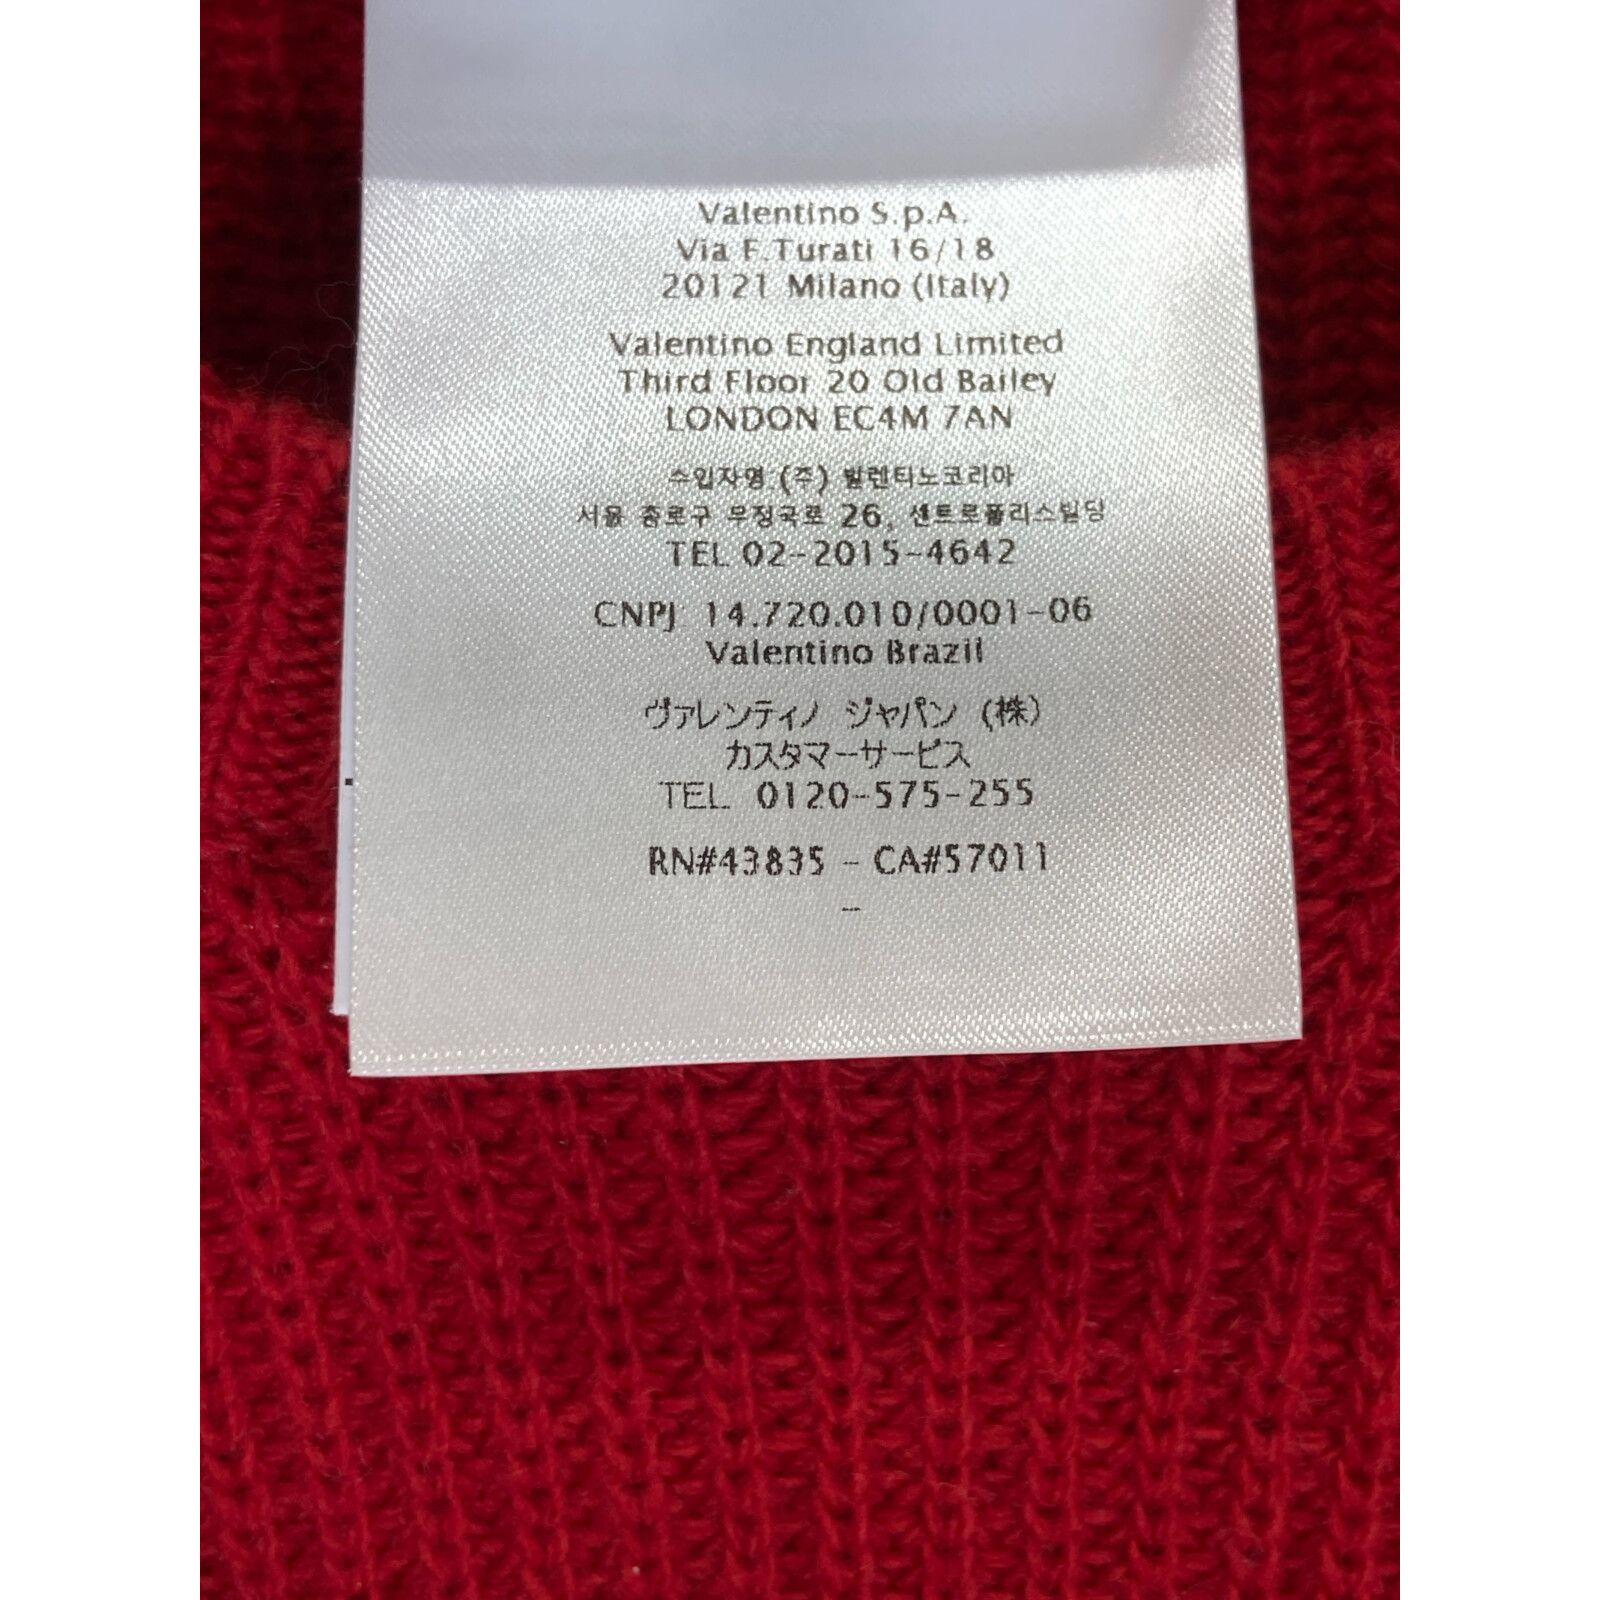 Valentino S.p.A.
Via F.Turati 16/18
20121 Milano (Italy)
Valentino England Limited
Third Floor 20 Old Bailey
LONDON EC4M 7AN
수입자명 (주) 발렌티노코리아
서울 종로구 우정국로 26, 센트로폴리스빌딩
TEL 02-2015-4642
CNPJ 14.720.010/0001-06
Valentino Brazil
ヴァレンティノ ジャパン (株)
カスタマーサービス
TEL 0120-575-255
RN#43835 - CA#57011
--